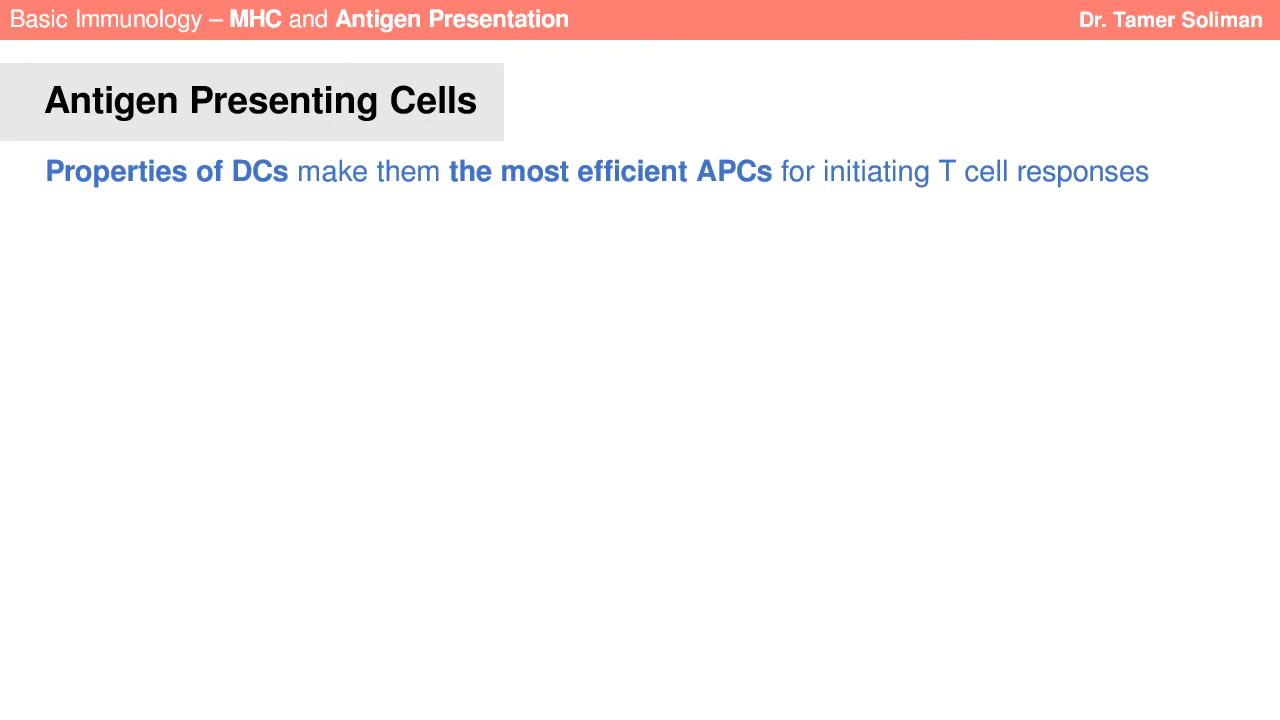 Basic Immunology – MHC and Antigen Presentation
Dr. Tamer Soliman
Antigen Presenting Cells
Properties of DCs make them the most efficient APCs for initiating T cell responses